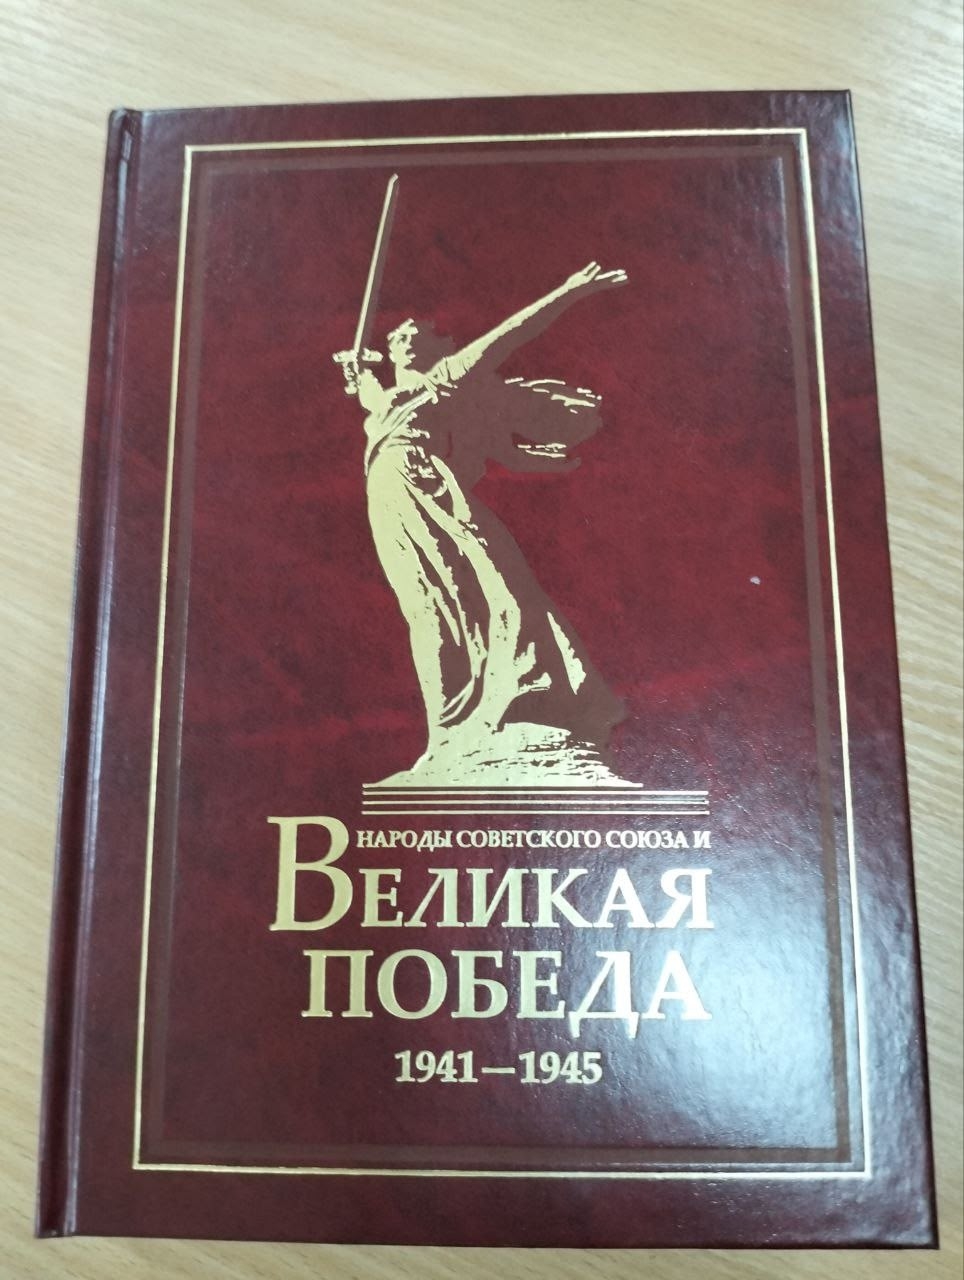 НАРОДЫ СОВЕТСКОГО СОЮЗА И
ВЕЛИКАЯ
ПОБЕДА
1941—1945